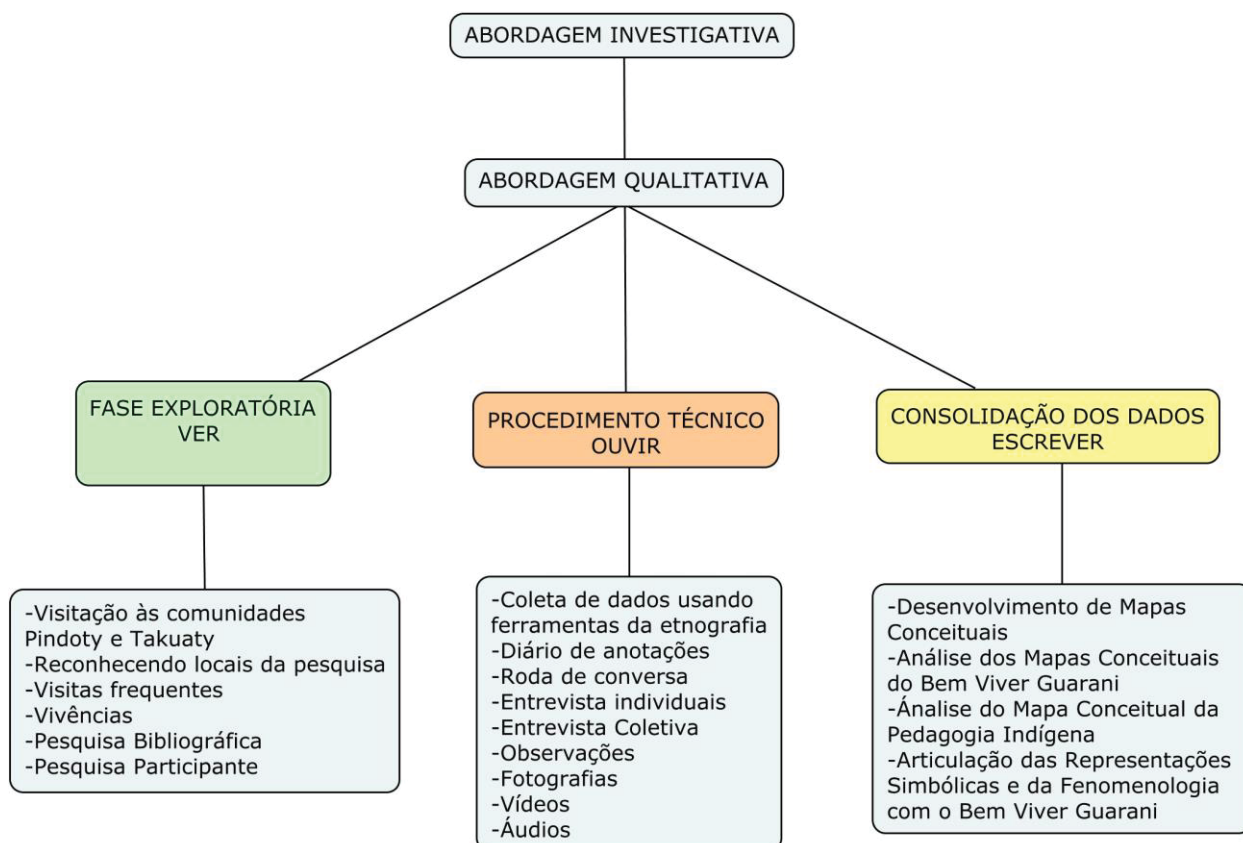 ABORDAGEM INVESTIGATIVA
ABORDAGEM QUALITATIVA
FASE EXPLORATÓRIA
VER
PROCEDIMENTO TÉCNICO
OUVIR
CONSOLIDAÇÃO DOS DADOS
ESCREVER
-Visitação às comunidades
Pindoty e Takuaty
-Reconhecendo locais da pesquisa
-Visitas frequentes
-Vivências
-Pesquisa Bibliográfica
-Pesquisa Participante
-Coleta de dados usando
ferramentas da etnografia
-Diário de anotações
-Roda de conversa
-Entrevista individuais
-Entrevista Coletiva
-Observações
-Fotografias
-Vídeos
-Áudios
-Desenvolvimento de Mapas
Conceituais
-Análise dos Mapas Conceituais
do Bem Viver Guarani
-Ánalise do Mapa Conceitual da
Pedagogia Indígena
-Articulação das Representações
Simbólicas e da Fenomenologia
com o Bem Viver Guarani